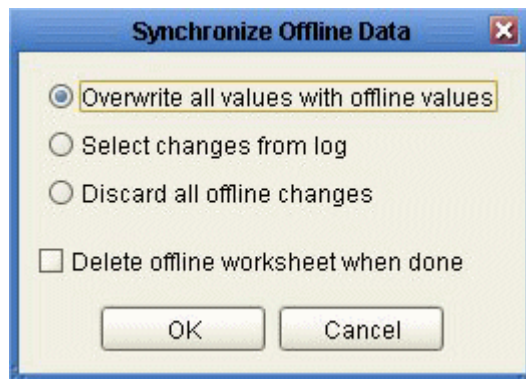 Synchronize Offline Data
Overwrite all values with offline values
Select changes from log
Discard all offline changes
Delete offline worksheet when done
OK
Cancel